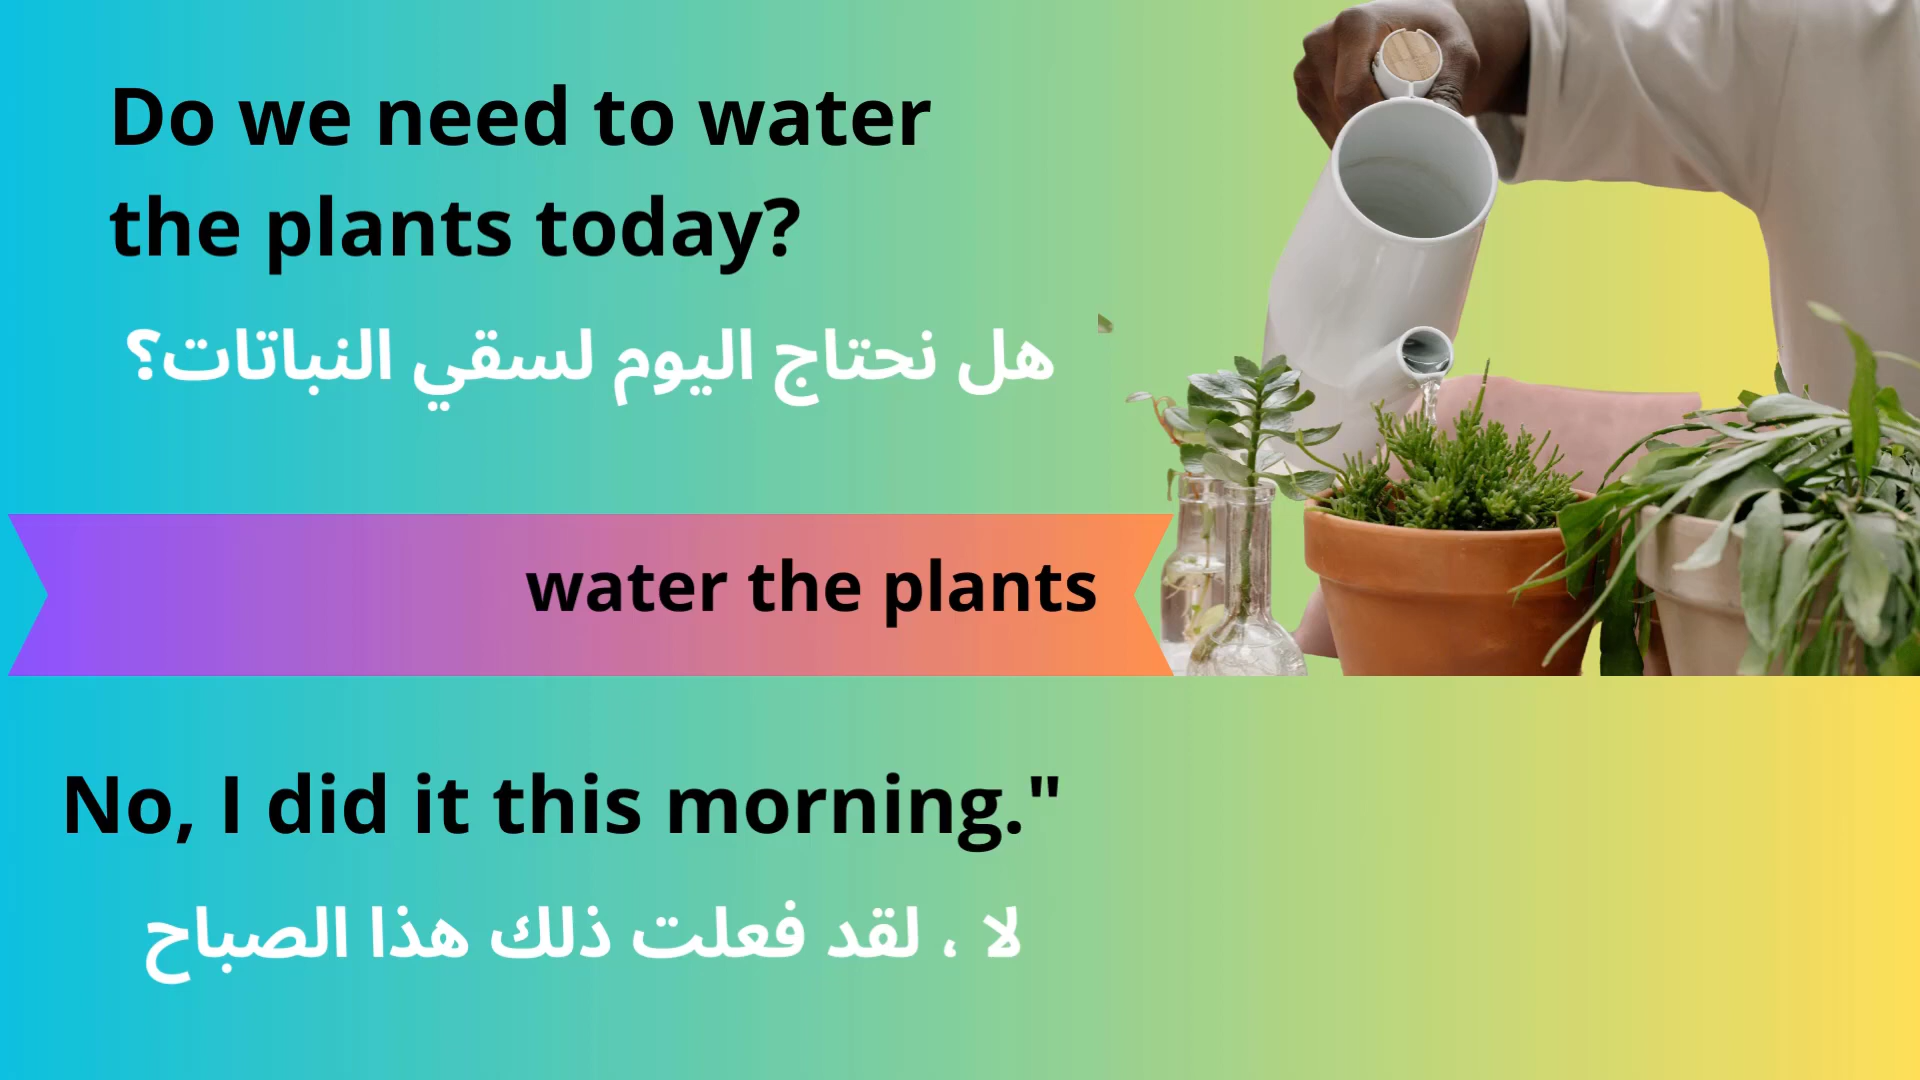 Do we need to water
the plants today?
هل نحتاج اليوم لسقي النباتات؟
water the plants
No, I did it this morning."
لا ، لقد فعلت ذلك هذا الصباح